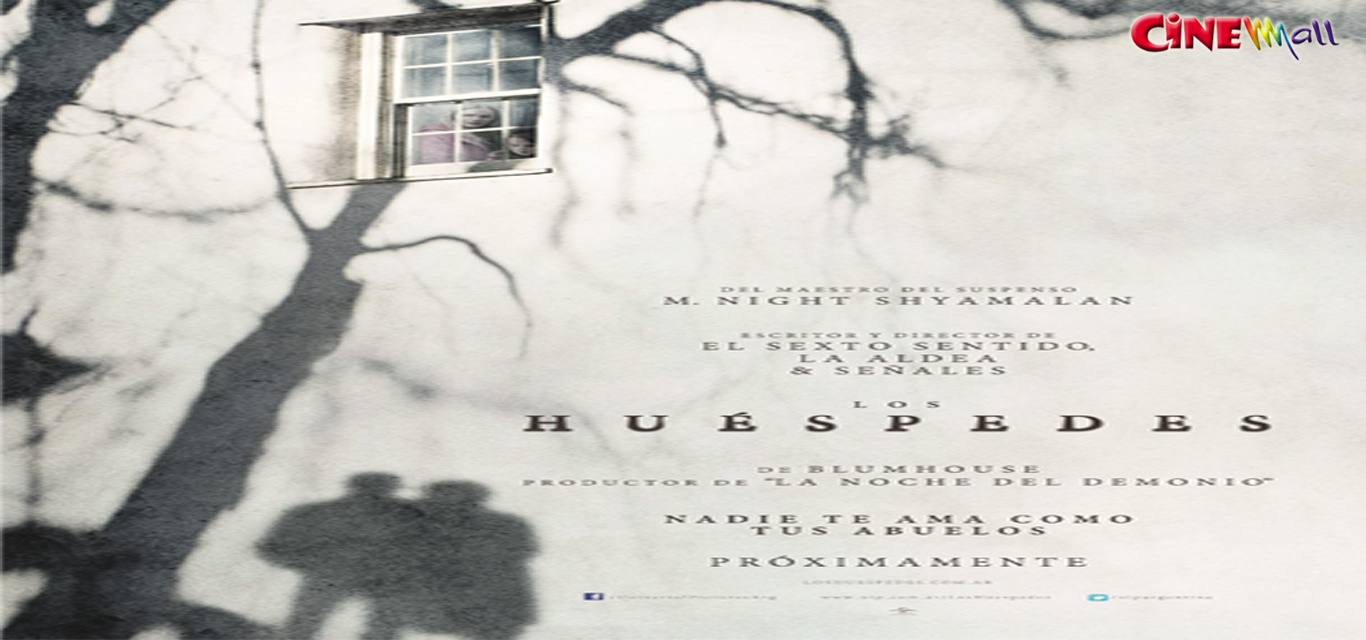 CINEMall
DEL MAESTRO DEL SUSPENSO
M. NIGHT SHYAMALAN
ESCRITOR Y DIRECTOR DE
EL SEXTO SENTIDO,
LA ALDEA
& SEÑALES
LOS
HUÉSPEDES
DE BLUMHOUSE
PRODUCTOR DE "LA NOCHE DEL DEMONIO"
NADIE TE AMA COMO
TUS ABUELOS
PRÓXIMAMENTE